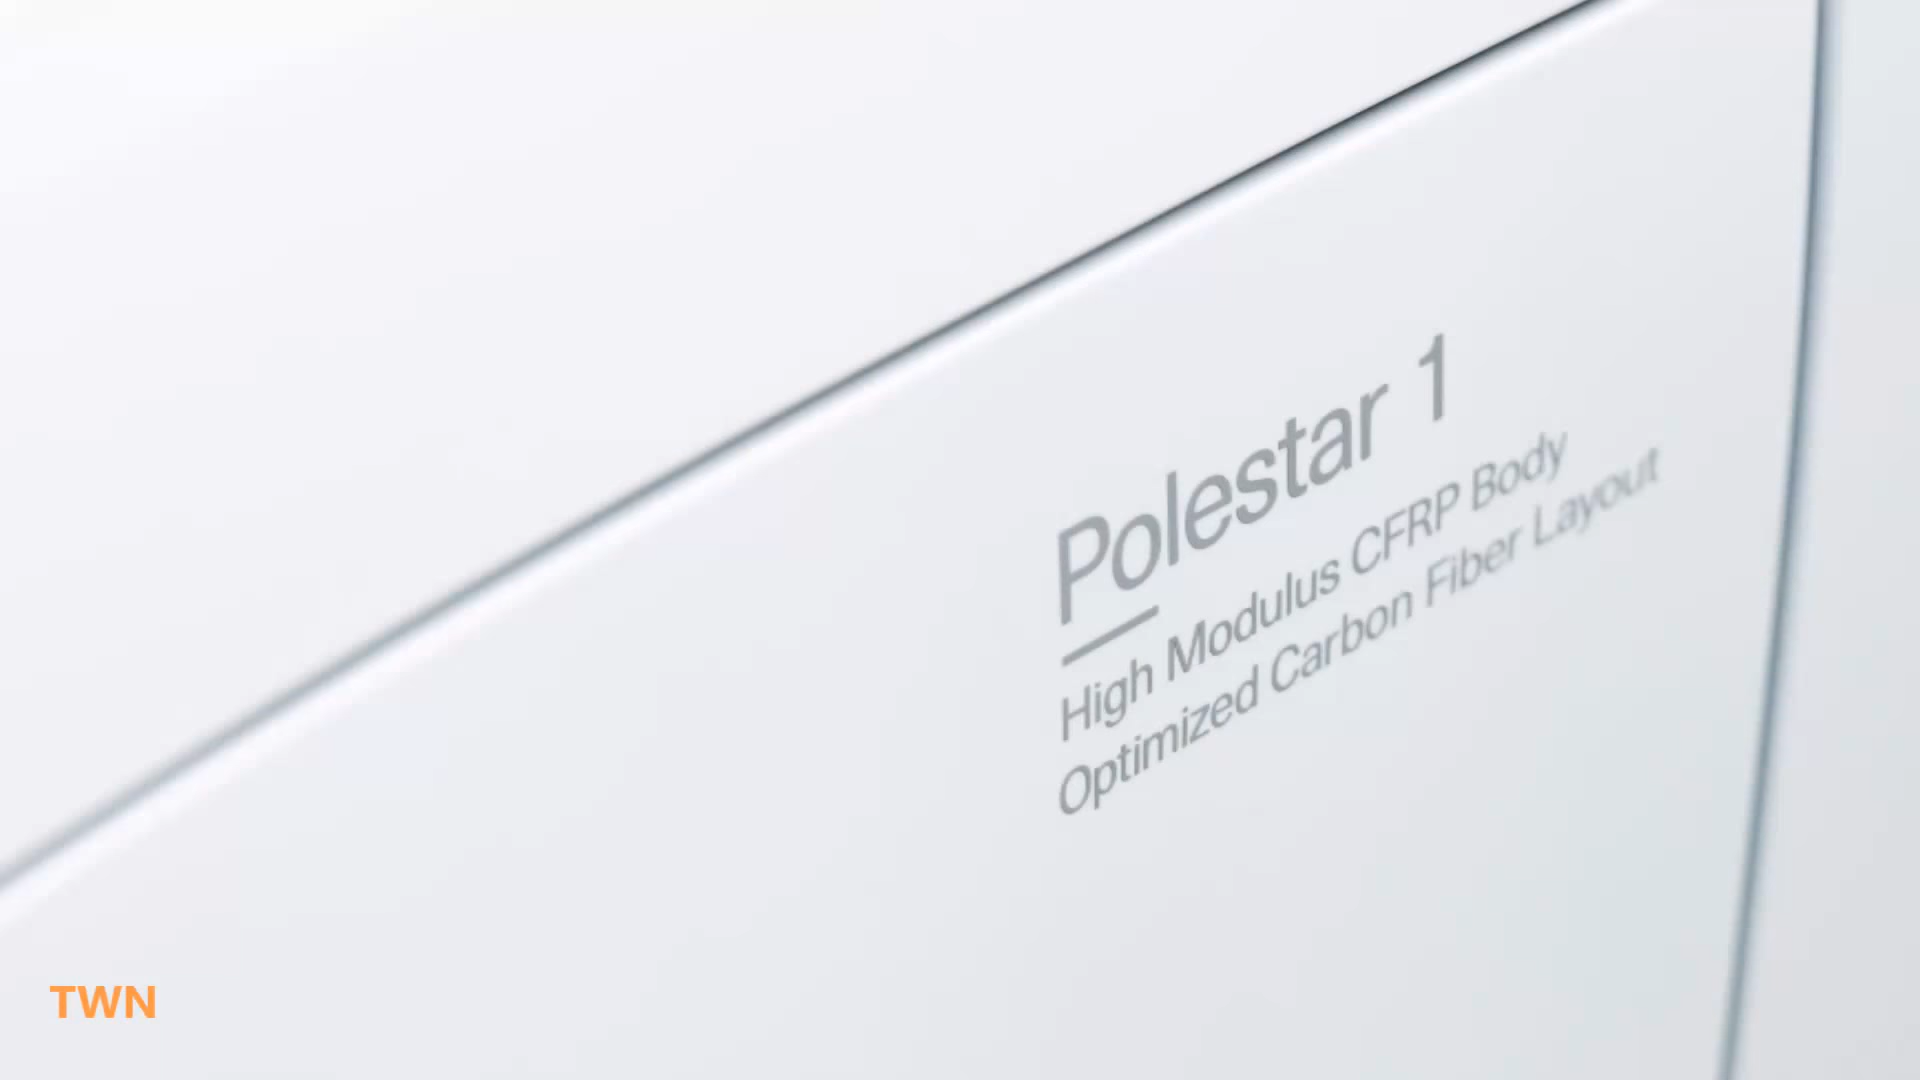 Polestar 1
High Modulus CFRP Body
Optimized Carbon Fiber Layout
TWN